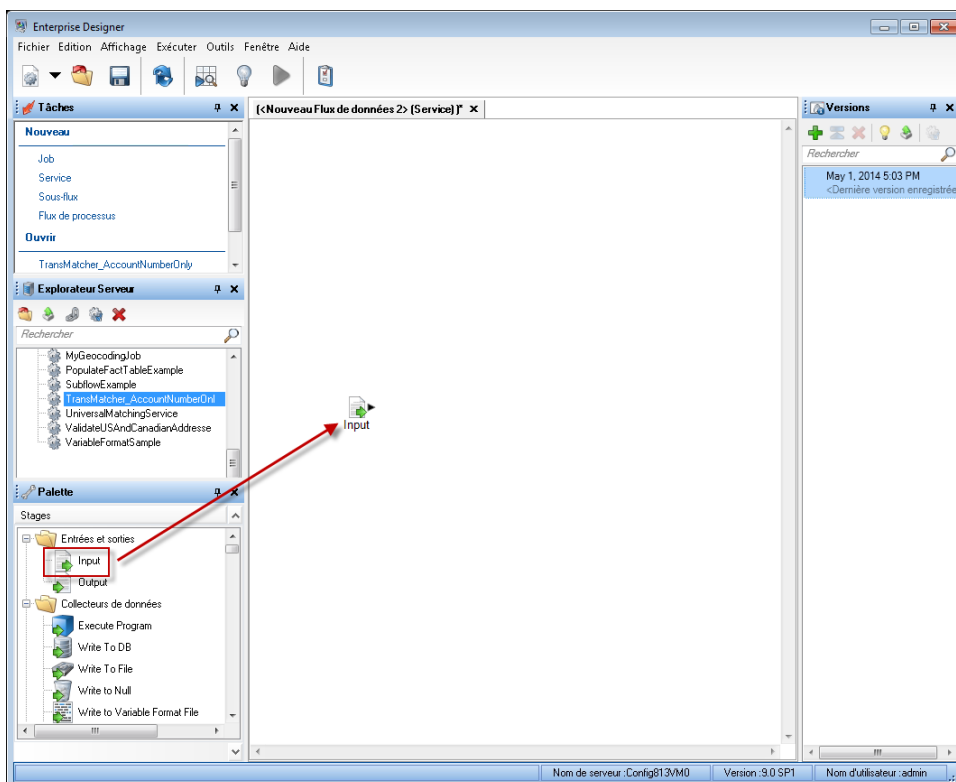 Enterprise Designer
Fichier Edition Affichage Exécuter Outils Fenêtre Aide
Tâches
Nouveau
Job
Service
Sous-flux
Flux de processus
Ouvrir
TransMatcher_AccountNumberOnly
Explorateur Serveur
Rechercher
MyGeocodingJob
PopulateFactTableExample
SubflowExample
TransMatcher_AccountNumberOnl
UniversalMatchingService
ValidateUSAndCanadianAddresse
VariableFormatSample
Palette
Stages
Entrées et sorties
Input
Output
Collecteurs de données
Execute Program
Write To DB
Write To File
Write to Null
Write to Variable Format File
(<Nouveau Flux de données 2> (Service))*
Input
Versions
Rechercher
May 1, 2014 5:03 PM
<Dernière version enregistrée
Nom de serveur :Config813VM0 Version :9.0 SP1 Nom d'utilisateur :admin